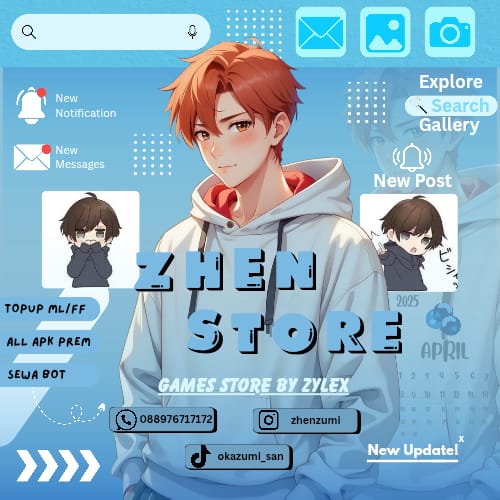 New
Notification
New
Messages
Explore
Search
Gallery
New Post
ZHEN
STORE
TOPUP ML/FF
ALL APK PREM
SEWA BOT
2025
APRIL
GAMES STORE BY ZYLEX
088976717172
zhenzumi
okazumi_san
New Update!
x